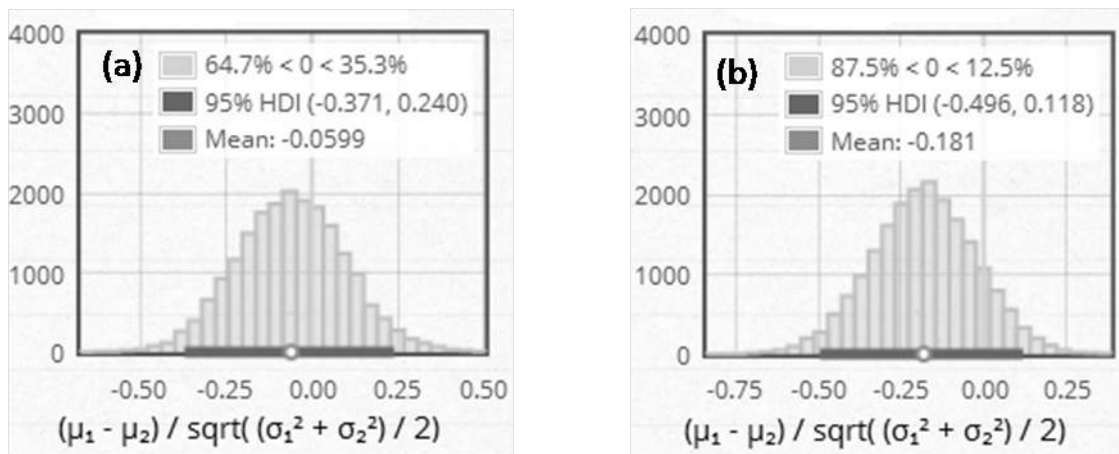 4000
(a)
64.7% < 0 < 35.3%
95% HDI (-0.371, 0.240)
Mean: -0.0599
3000
2000
1000
0
-0.50
-0.25
0.00
0.25
0.50
(μ₁ - μ₂) / sqrt( (σ₁² + σ₂²) / 2)
4000
(b)
87.5% < 0 < 12.5%
95% HDI (-0.496, 0.118)
Mean: -0.181
3000
2000
1000
0
-0.75
-0.50
-0.25
0.00
0.25
(μ₁ - μ₂) / sqrt( (σ₁² + σ₂²) / 2)